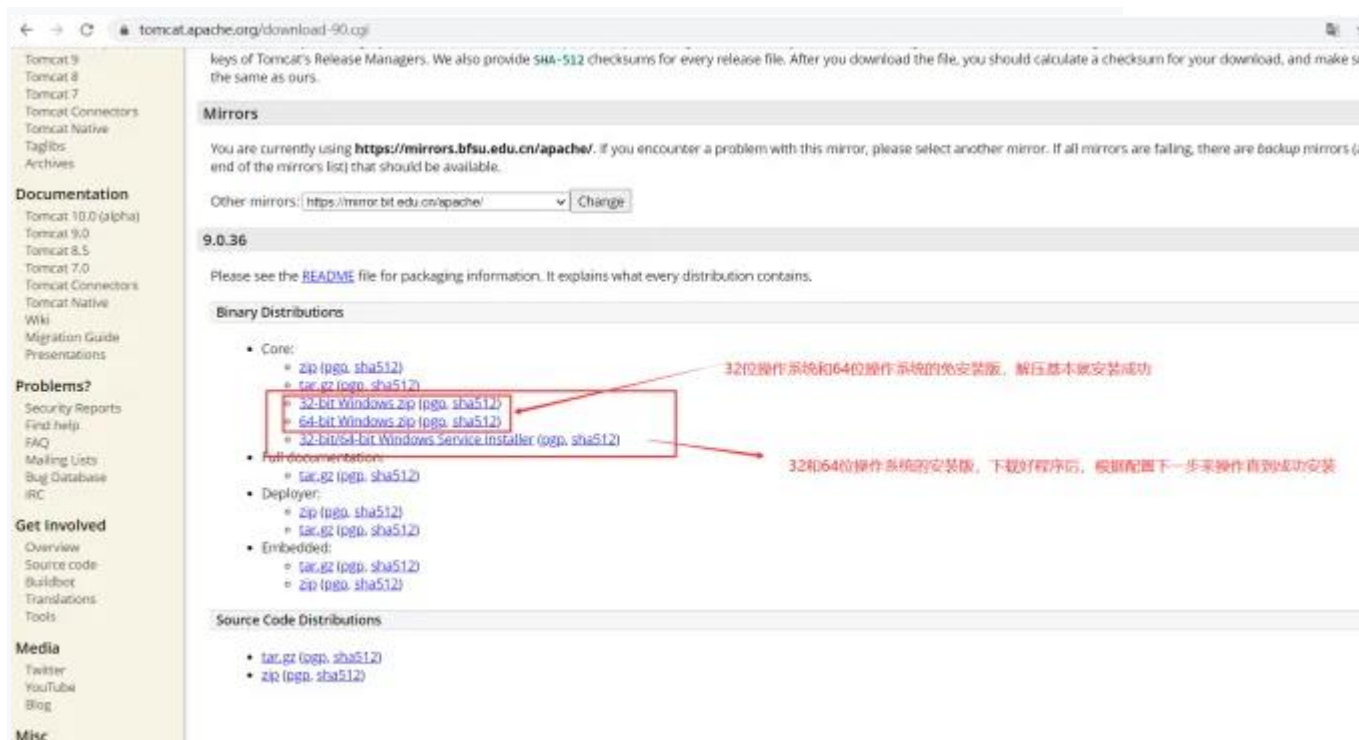 tomcat.apache.org/download-90.cgi
Tomcat 9
Tomcat 8
Tomcat 7
Tomcat Connectors
Tomcat Native
Taglibs
Archives
Documentation
Tomcat 10.0 (alpha)
Tomcat 9.0
Tomcat 8.5
Tomcat 7.0
Tomcat Connectors
Tomcat Native
Wiki
Migration Guide
Presentations
Problems?
Security Reports
Find help
FAQ
Mailing Lists
Bug Database
IRC
Get Involved
Overview
Source code
Buildbot
Translations
Tools
Media
Twitter
YouTube
Blog
Misc
keys of Tomcat's Release Managers. We also provide SHA-512 checksums for every release file. After you download the file, you should calculate a checksum for your download, and make s
the same as ours.
Mirrors
You are currently using https://mirrors.bfsu.edu.cn/apache/. If you encounter a problem with this mirror, please select another mirror. If all mirrors are failing, there are backup mirrors (
end of the mirrors list) that should be available.
Other mirrors: https://mirror.bit.edu.cn/apache/ Change
9.0.36
Please see the README file for packaging information. It explains what every distribution contains.
Binary Distributions
Core:
zip (pgp, sha512)
tar.gz (pgp, sha512)
32-bit Windows zip (pgp, sha512)
64-bit Windows zip (pgp, sha512)
32-bit/64-bit Windows Service Installer (pgp, sha512)
32位操作系统和64位操作系统的免安装版，解压基本就安装成功
32和64位操作系统的安装版，下载好程序后，根据配置下一步来操作直到成功安装
Full documentation:
tar.gz (pgp, sha512)
Deployer:
zip (pgp, sha512)
tar.gz (pgp, sha512)
Embedded:
tar.gz (pgp, sha512)
zip (pgp, sha512)
Source Code Distributions
tar.gz (pgp, sha512)
zip (pgp, sha512)